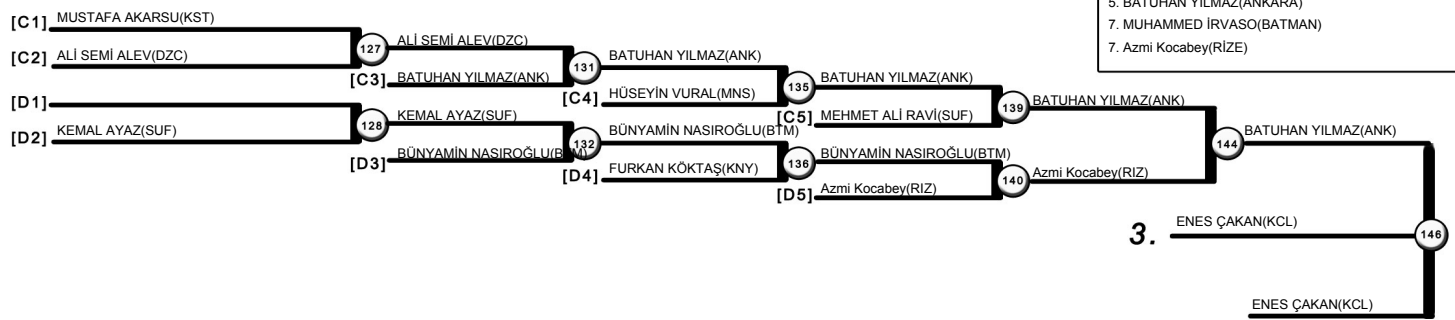 5. BATUHAN YILMAZ(ANKARA)
7. MUHAMMED İRVASO(BATMAN)
7. Azmi Kocabey(RİZE)
[C1] MUSTAFA AKARSU(KST)
127
ALİ SEMİ ALEV(DZC)
[C2] ALİ SEMİ ALEV(DZC)
131
BATUHAN YILMAZ(ANK)
[C3] BATUHAN YILMAZ(ANK)
135
BATUHAN YILMAZ(ANK)
[C4] HÜSEYİN VURAL(MNS)
139
BATUHAN YILMAZ(ANK)
[C5] MEHMET ALİ RAVİ(SUF)
[D1]
128
KEMAL AYAZ(SUF)
[D2] KEMAL AYAZ(SUF)
132
BÜNYAMİN NASIROĞLU(BTM)
[D3] BÜNYAMİN NASIROĞLU(BTM)
136
BÜNYAMİN NASIROĞLU(BTM)
[D4] FURKAN KÖKTAŞ(KNY)
140
Azmi Kocabey(RIZ)
[D5] Azmi Kocabey(RIZ)
144
BATUHAN YILMAZ(ANK)
3. ENES ÇAKAN(KCL)
146
ENES ÇAKAN(KCL)